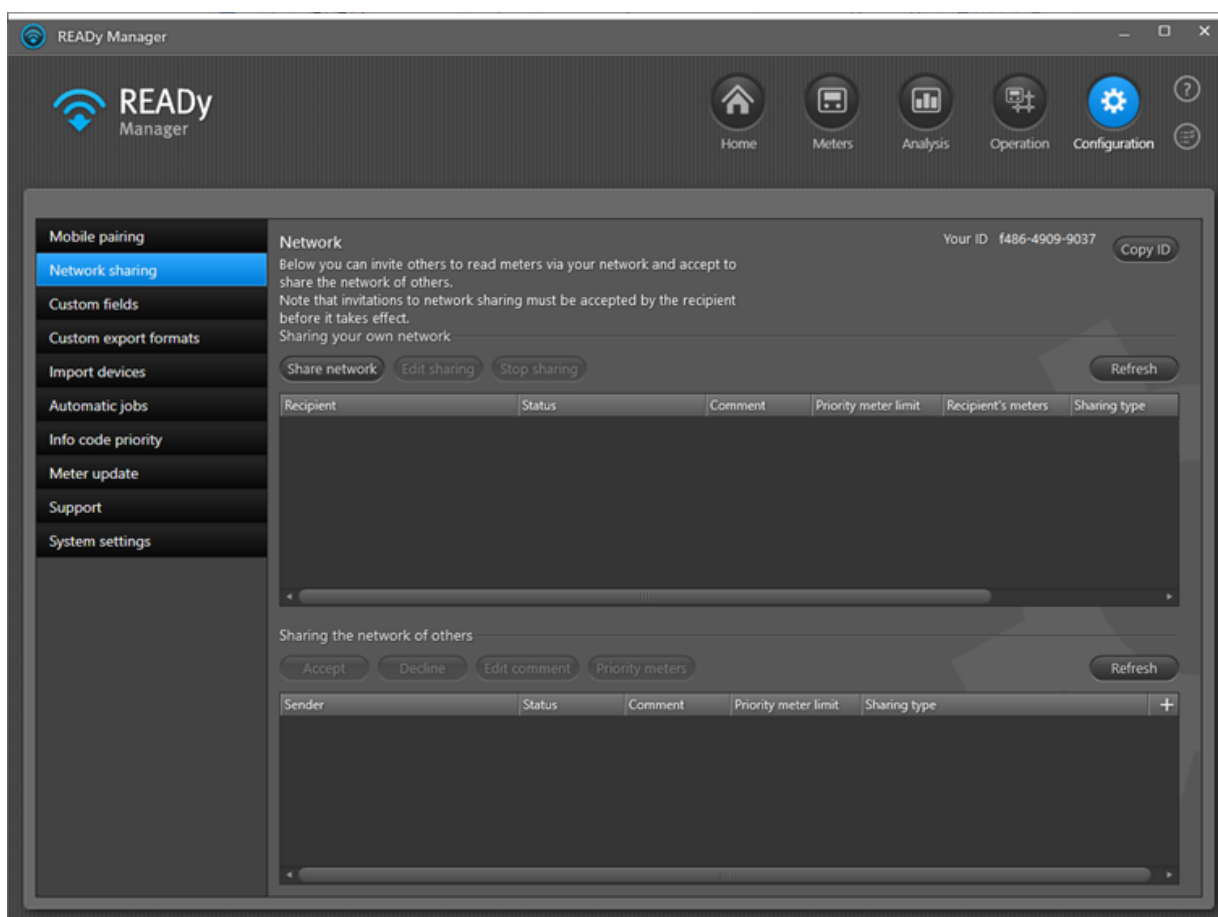 READy Manager
READy
Manager
Home
Meters
Analysis
Operation
Configuration
?
Mobile pairing
Network sharing
Custom fields
Custom export formats
Import devices
Automatic jobs
Info code priority
Meter update
Support
System settings
Network
Your ID f486-4909-9037
Copy ID
Below you can invite others to read meters via your network and accept to
share the network of others.
Note that invitations to network sharing must be accepted by the recipient
before it takes effect.
Sharing your own network
Share network
Edit sharing
Stop sharing
Refresh
Recipient
Status
Comment
Priority meter limit
Recipient's meters
Sharing type
Sharing the network of others
Accept
Decline
Edit comment
Priority meters
Refresh
Sender
Status
Comment
Priority meter limit
Sharing type
+